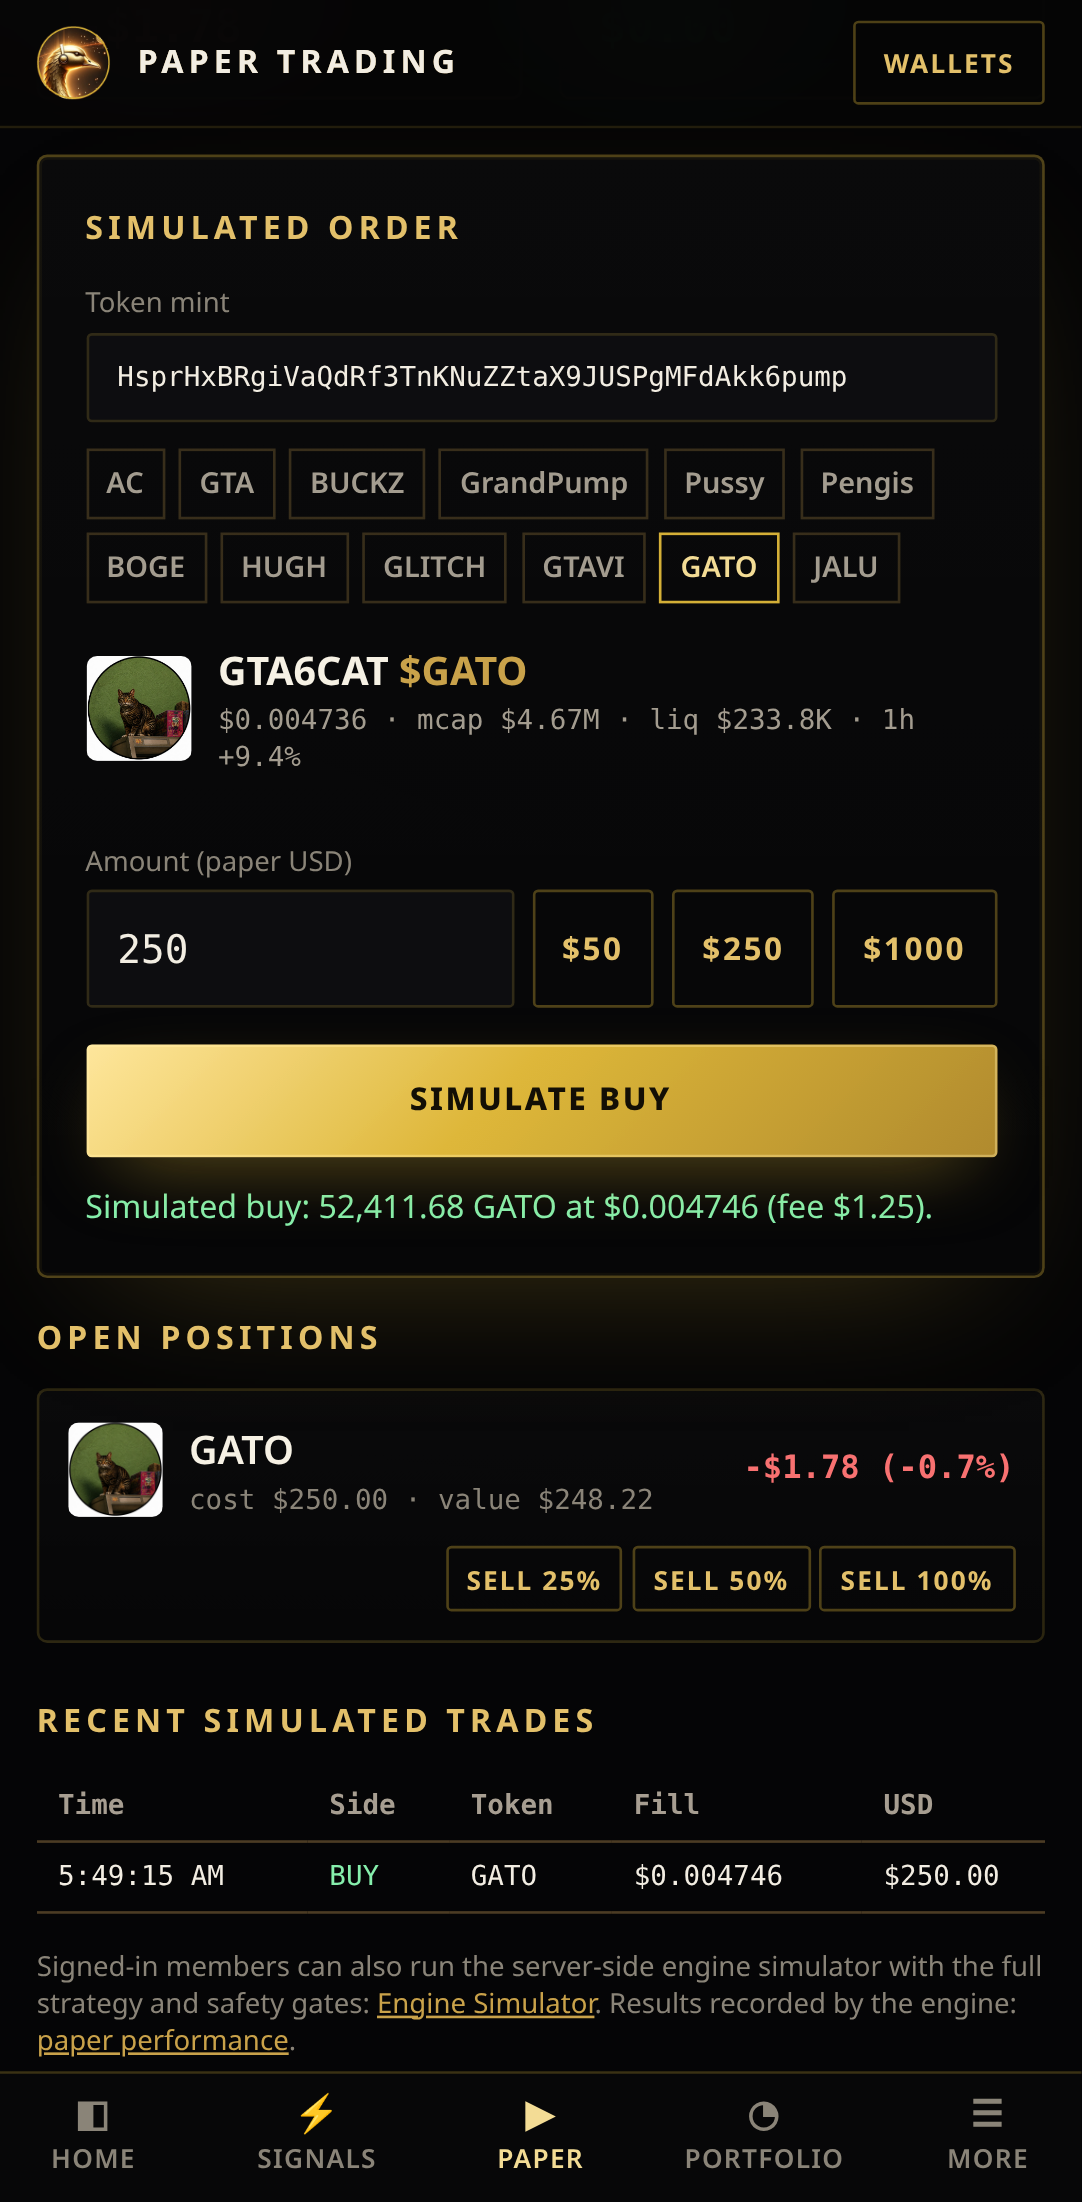 PAPER TRADING
WALLETS
SIMULATED ORDER
Token mint
HsprHxBRgiVaQdRf3TnKNuZZtaX9JUSPgMFdAkk6pump
AC GTA BUCKZ GrandPump Pussy Pengis
BOGE HUGH GLITCH GTAVI GATO JALU
GTA6CAT $GATO
$0.004736 · mcap $4.67M · liq $233.8K · 1h
+9.4%
Amount (paper USD)
250 $50 $250 $1000
SIMULATE BUY
Simulated buy: 52,411.68 GATO at $0.004746 (fee $1.25).
OPEN POSITIONS
GATO
-$1.78 (-0.7%)
cost $250.00 · value $248.22
SELL 25% SELL 50% SELL 100%
RECENT SIMULATED TRADES
Time Side Token Fill USD
5:49:15 AM BUY GATO $0.004746 $250.00
Signed-in members can also run the server-side engine simulator with the full
strategy and safety gates: Engine Simulator. Results recorded by the engine:
paper performance.
HOME SIGNALS PAPER PORTFOLIO MORE